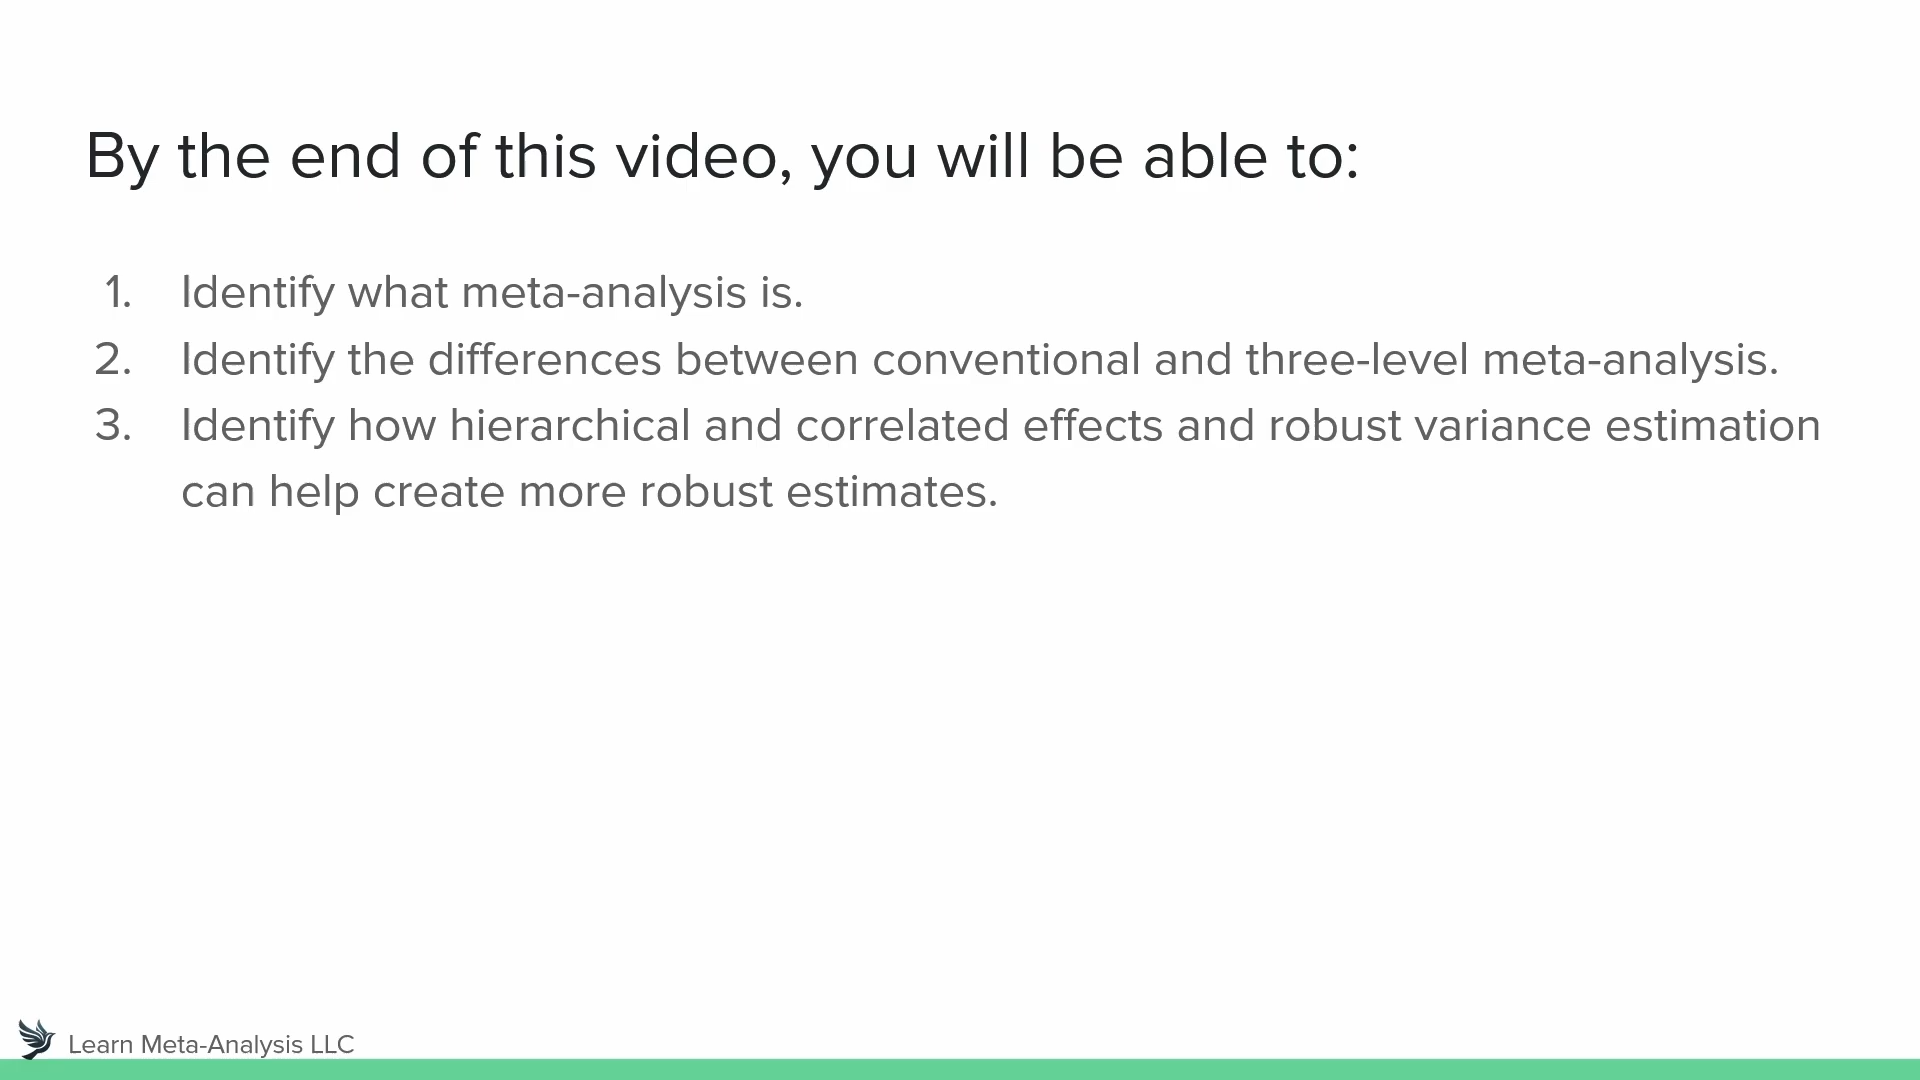 By the end of this video, you will be able to:
1. Identify what meta-analysis is.
2. Identify the differences between conventional and three-level meta-analysis.
3. Identify how hierarchical and correlated effects and robust variance estimation
can help create more robust estimates.
Learn Meta-Analysis LLC